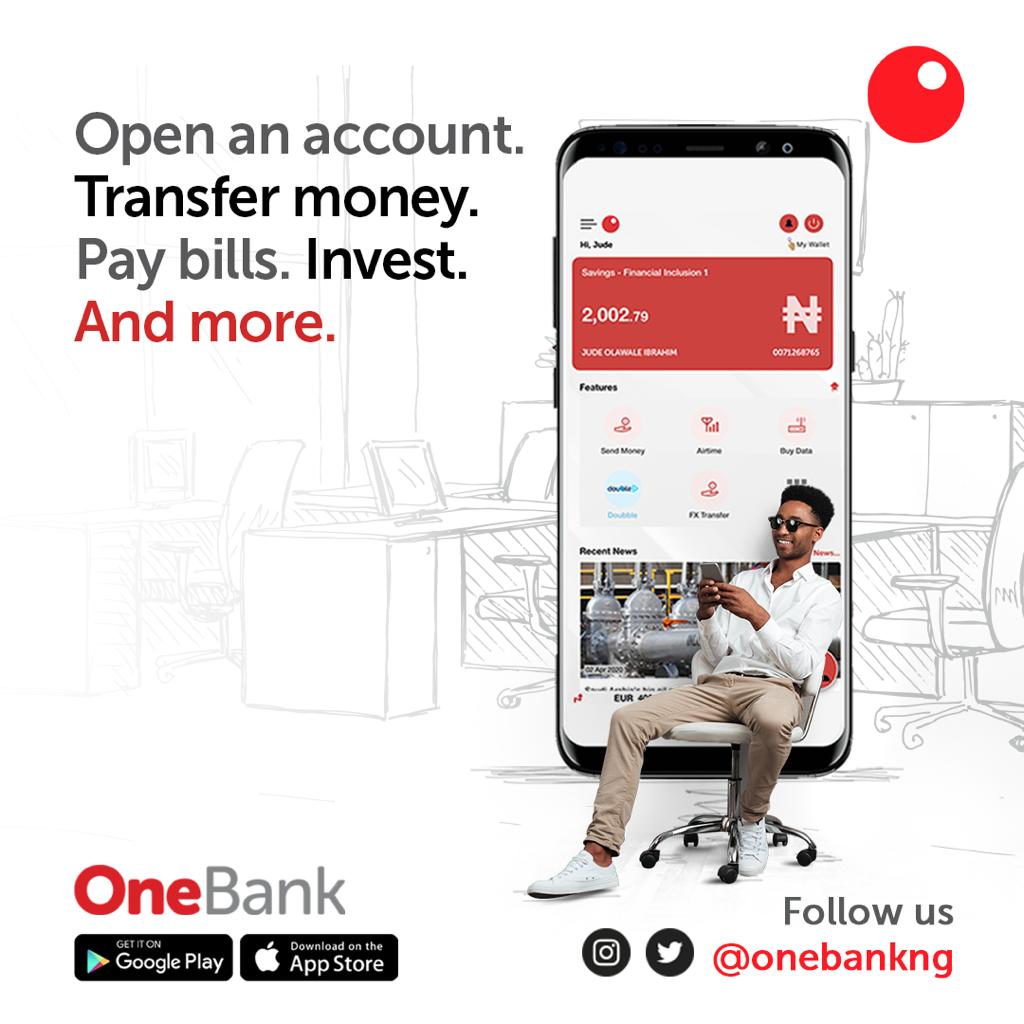 Open an account.
Transfer money.
Pay bills. Invest.
And more.
Hi, Jude
My Wallet
Savings - Financial Inclusion 1
2,002.79
₦
JUDE OLAWALE IBRAHIM
0071268765
Features
Send Money
Airtime
Buy Data
doubble
Doubble
FX Transfer
Recent News
News...
02 Apr 2020
EUR
OneBank
GET IT ON
Google Play
Download on the
App Store
Follow us
@onebankng